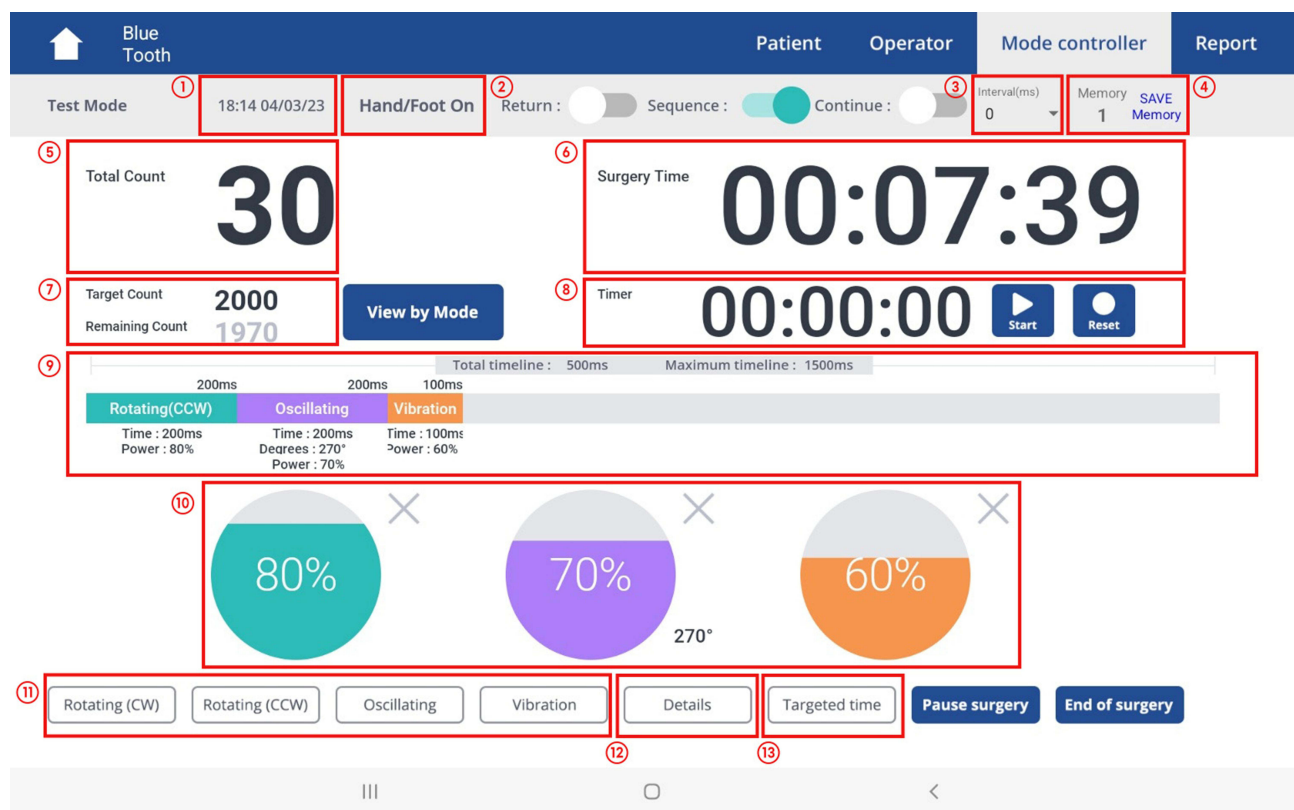 Blue
Tooth
Patient
Operator
Mode controller
Report
Test Mode
①
18:14 04/03/23
Hand/Foot On
②
Return :
Sequence :
Continue :
③
Interval(ms)
0
Memory
1
SAVE
Memory
④
⑤
Total Count
30
⑥
Surgery Time
00:07:39
⑦
Target Count
2000
Remaining Count
1970
View by Mode
⑧
Timer
00:00:00
Start
Reset
⑨
Total timeline : 500ms
Maximum timeline : 1500ms
200ms
200ms
100ms
Rotating(CCW)
Oscillating
Vibration
Time : 200ms
Power : 80%
Time : 200ms
Degrees : 270°
Power : 70%
Time : 100ms
Power : 60%
⑩
80%
70%
270°
60%
⑪
Rotating (CW)
Rotating (CCW)
Oscillating
Vibration
Details
Targeted time
Pause surgery
End of surgery
⑫
⑬